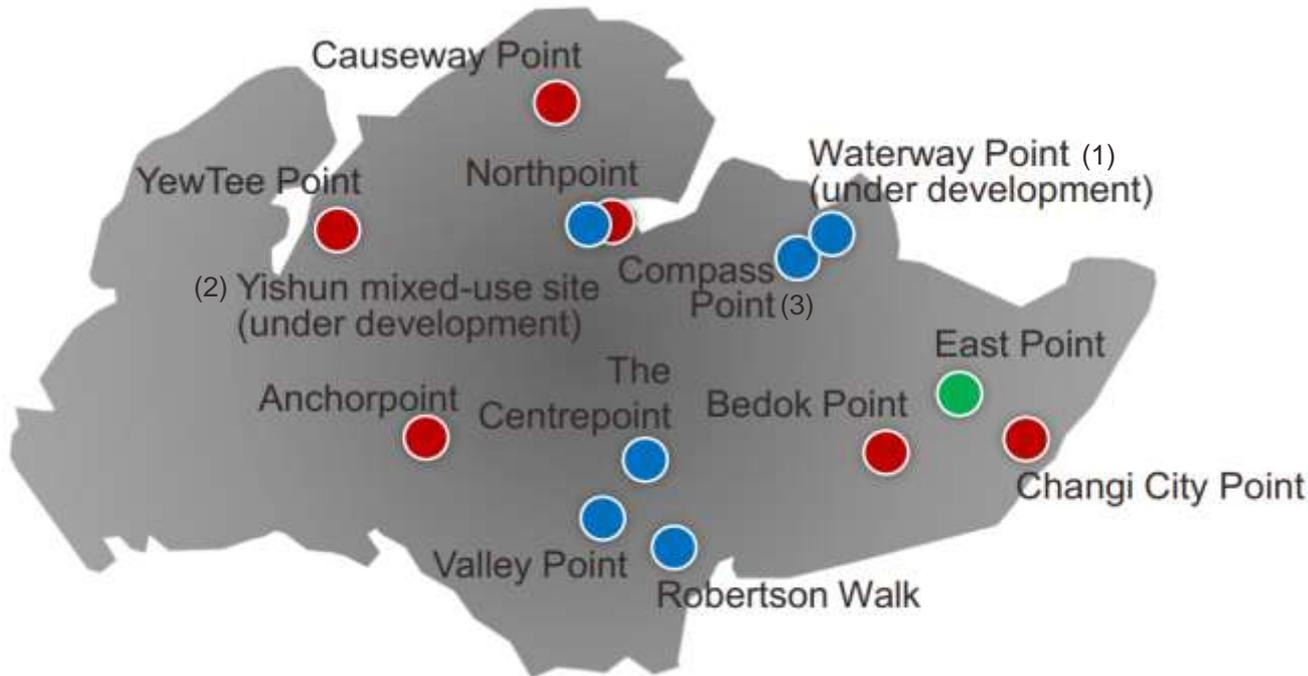 Causeway Point
Waterway Point (1)
(under development)
YewTee Point
Northpoint
Compass
Point (3)
(2) Yishun mixed-use site
(under development)
East Point
The
Centrepoint
Anchorpoint
Bedok Point
Changi City Point
Valley Point
Robertson Walk